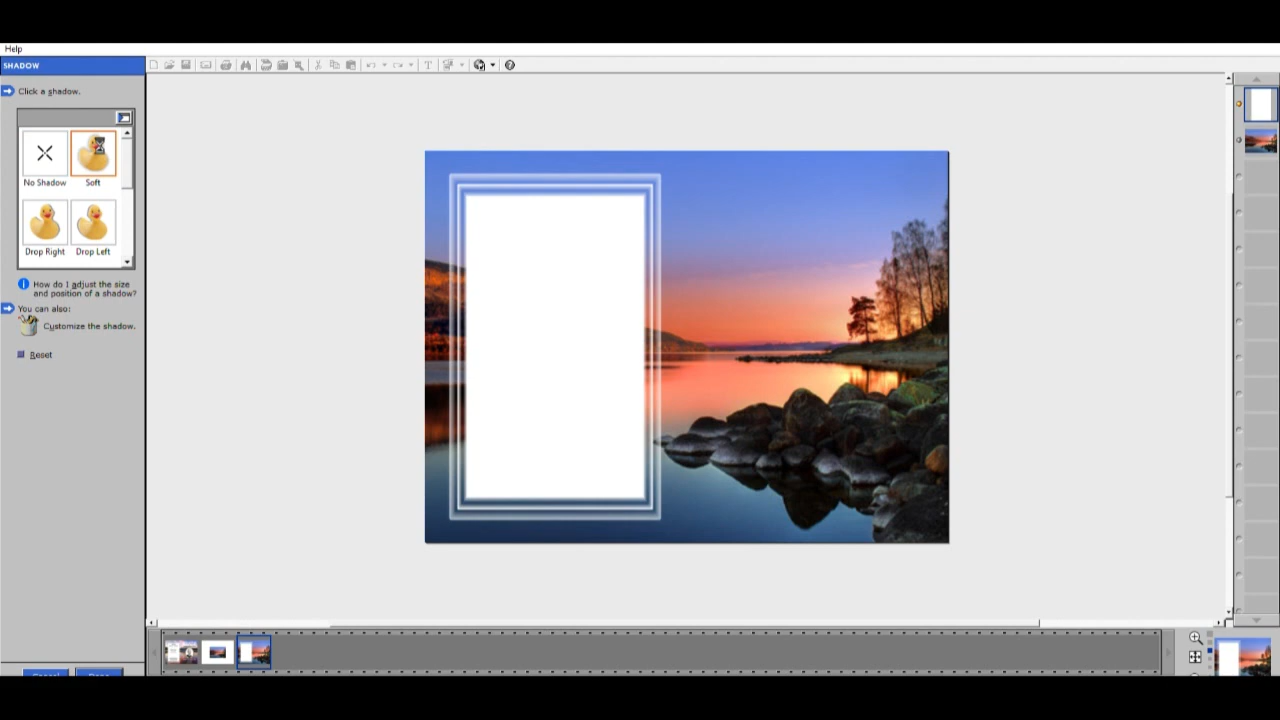 Help
SHADOW
Click a shadow.
No Shadow
Soft
Drop Right
Drop Left
How do I adjust the size
and position of a shadow?
You can also:
Customize the shadow.
Reset